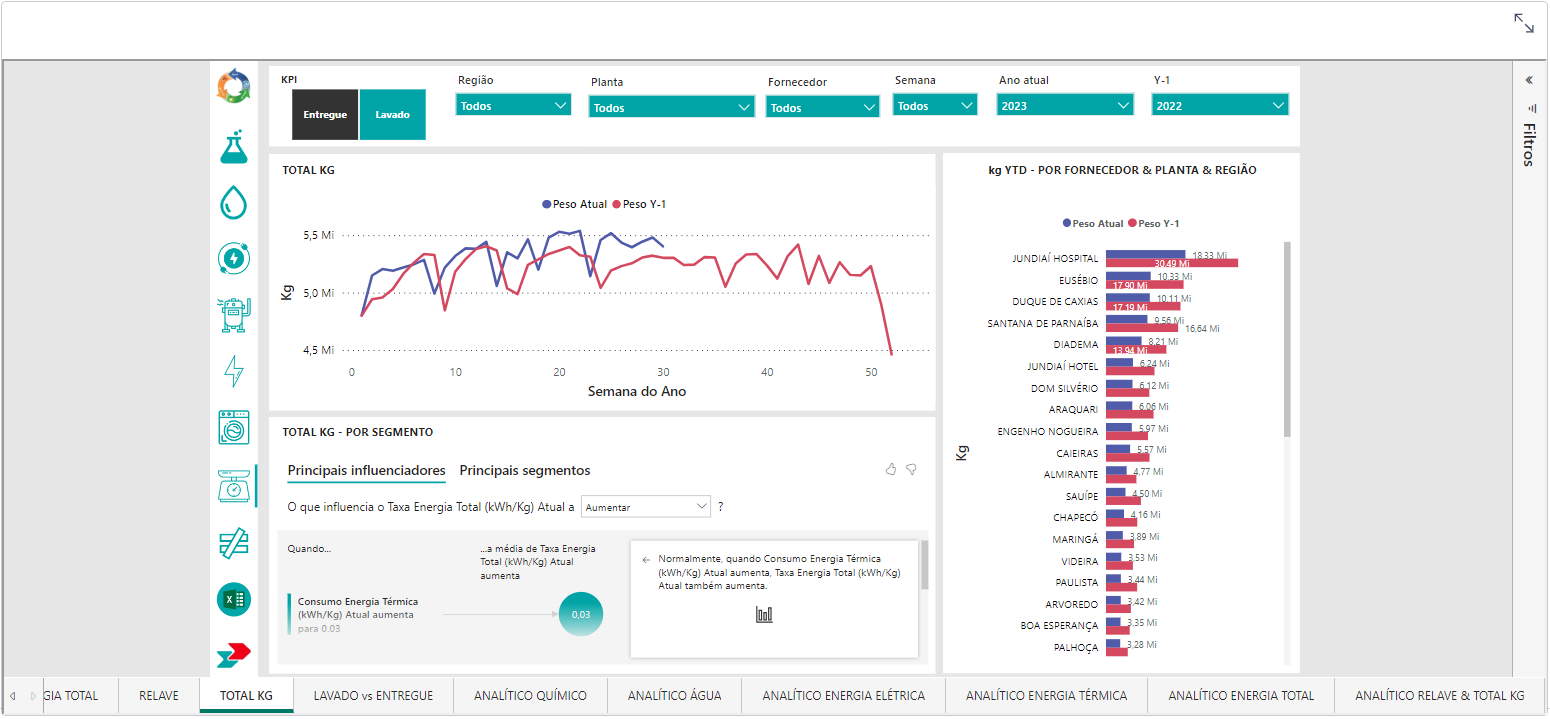 KPI
Entregue
Lavado
Região
Todos
Planta
Todos
Fornecedor
Todos
Semana
Todos
Ano atual
2023
Y-1
2022
Filtros
TOTAL KG
Peso Atual
Peso Y-1
5,5 Mi
5,0 Mi
4,5 Mi
Kg
0
10
20
30
40
50
Semana do Ano
TOTAL KG - POR SEGMENTO
Principais influenciadores
Principais segmentos
O que influencia o Taxa Energia Total (kWh/Kg) Atual a
Aumentar
?
Quando...
...a média de Taxa Energia
Total (kWh/Kg) Atual
aumenta
Consumo Energia Térmica
(kWh/Kg) Atual aumenta
para 0.03
0,03
Normalmente, quando Consumo Energia Térmica
(kWh/Kg) Atual aumenta, Taxa Energia Total (kWh/Kg)
Atual também aumenta.
kg YTD - POR FORNECEDOR & PLANTA & REGIÃO
Peso Atual
Peso Y-1
Kg
JUNDIAÍ HOSPITAL
18,33 Mi
30,49 Mi
EUSÉBIO
10,33 Mi
17,90 Mi
DUQUE DE CAXIAS
10,11 Mi
17,19 Mi
SANTANA DE PARNAÍBA
9,56 Mi
16,64 Mi
DIADEMA
8,21 Mi
13,94 Mi
JUNDIAÍ HOTEL
6,24 Mi
DOM SILVÉRIO
6,12 Mi
ARAQUARI
6,06 Mi
ENGENHO NOGUEIRA
5,97 Mi
CAIEIRAS
5,57 Mi
ALMIRANTE
4,77 Mi
SAUÍPE
4,50 Mi
CHAPECÓ
4,16 Mi
MARINGÁ
3,89 Mi
VIDEIRA
3,53 Mi
PAULISTA
3,44 Mi
ARVOREDO
3,42 Mi
BOA ESPERANÇA
3,35 Mi
PALHOÇA
3,28 Mi
GIA TOTAL
RELAVE
TOTAL KG
LAVADO vs ENTREGUE
ANALÍTICO QUÍMICO
ANALÍTICO ÁGUA
ANALÍTICO ENERGIA ELÉTRICA
ANALÍTICO ENERGIA TÉRMICA
ANALÍTICO ENERGIA TOTAL
ANALÍTICO RELAVE & TOTAL KG